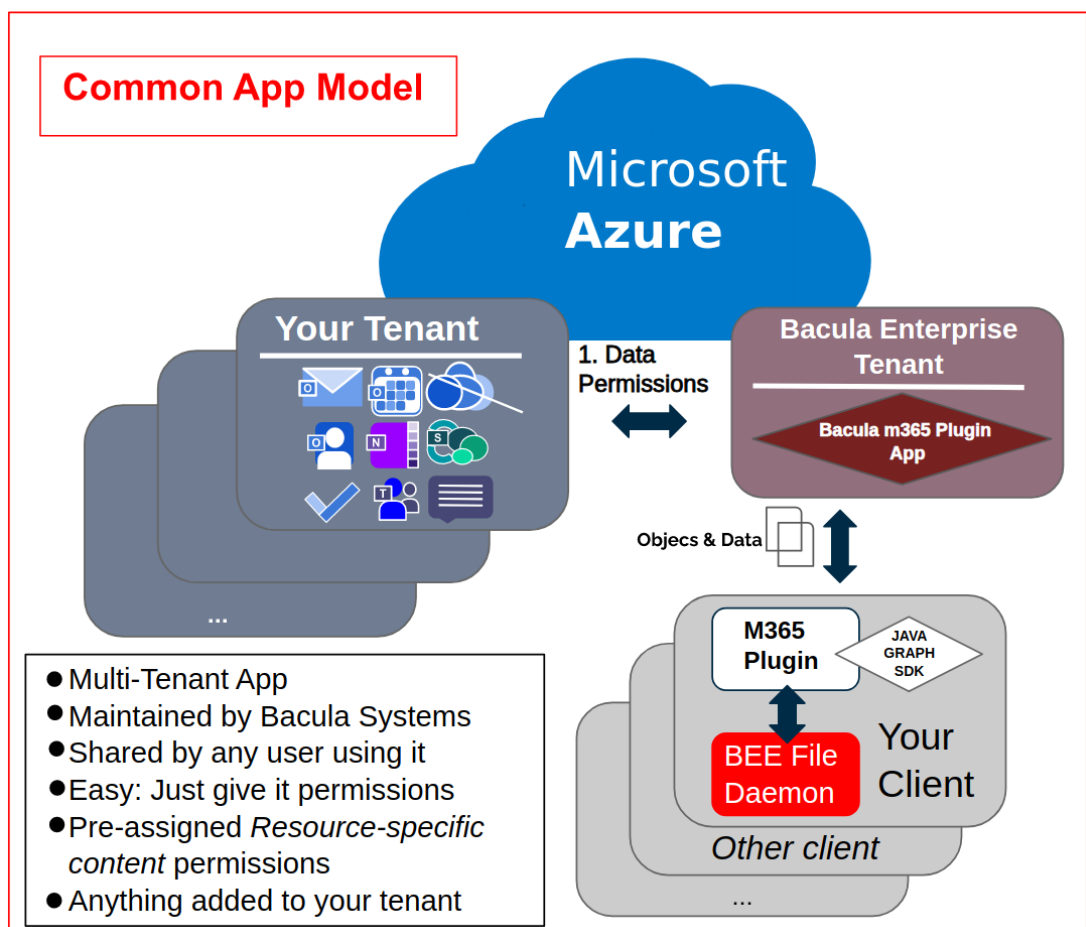 Common App Model
Microsoft
Azure
Your Tenant
O
O
O
N
S
T
...
1. Data
Permissions
Bacula Enterprise
Tenant
Bacula m365 Plugin
App
Objecs & Data
M365
Plugin
JAVA
GRAPH
SDK
BEE File
Daemon
Your
Client
Other client
...
● Multi-Tenant App
● Maintained by Bacula Systems
● Shared by any user using it
● Easy: Just give it permissions
● Pre-assigned Resource-specific
content permissions
● Anything added to your tenant